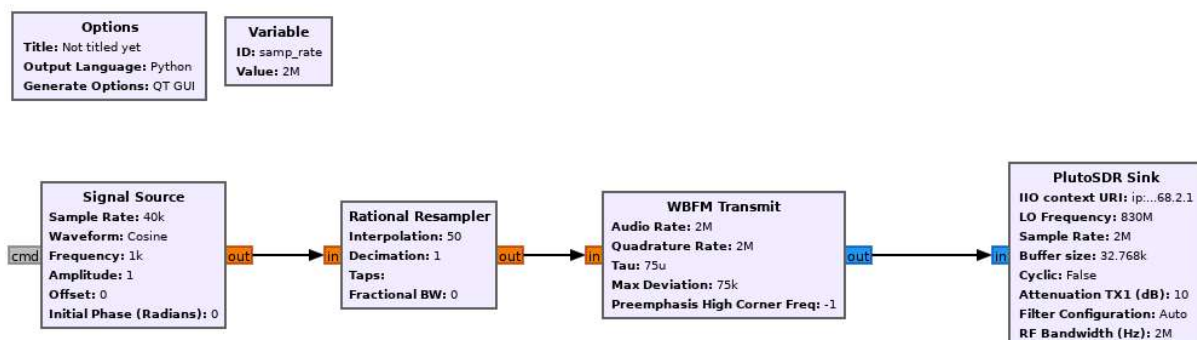 Options
Title: Not titled yet
Output Language: Python
Generate Options: QT GUI
Variable
ID: samp_rate
Value: 2M
cmd
Signal Source
Sample Rate: 40k
Waveform: Cosine
Frequency: 1k
Amplitude: 1
Offset: 0
Initial Phase (Radians): 0
out
in
Rational Resampler
Interpolation: 50
Decimation: 1
Taps:
Fractional BW: 0
out
in
WBFM Transmit
Audio Rate: 2M
Quadrature Rate: 2M
Tau: 75u
Max Deviation: 75k
Preemphasis High Corner Freq: -1
out
in
PlutoSDR Sink
IIO context URI: ip:...68.2.1
LO Frequency: 830M
Sample Rate: 2M
Buffer size: 32.768k
Cyclic: False
Attenuation TX1 (dB): 10
Filter Configuration: Auto
RF Bandwidth (Hz): 2M